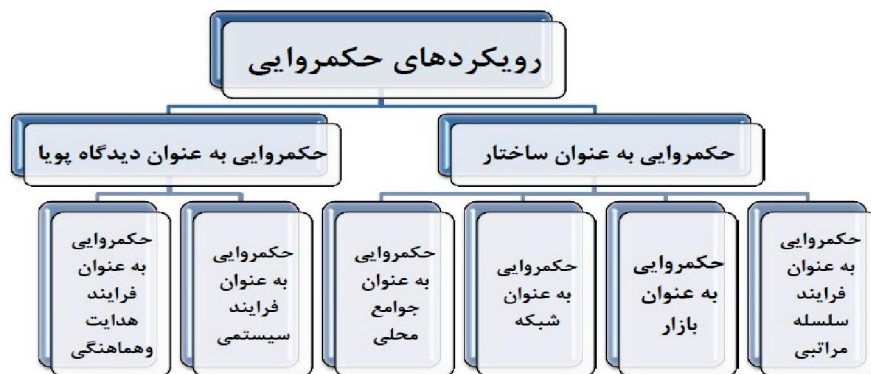 رویکردهای حکمروایی
حکمروایی به عنوان ساختار
حکمروایی به عنوان دیدگاه پویا
حکمروایی
به عنوان
فرایند
سلسله
مراتبی
حکمروایی
به عنوان
بازار
حکمروایی
به عنوان
شبکه
حکمروایی
به عنوان
جوامع
محلی
حکمروایی
به عنوان
فرایند
سیستمی
حکمروایی
به عنوان
فرایند
هدایت
وهماهنگی